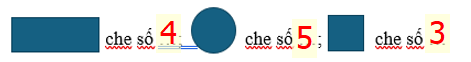 che số 4; che số 5; che số 3